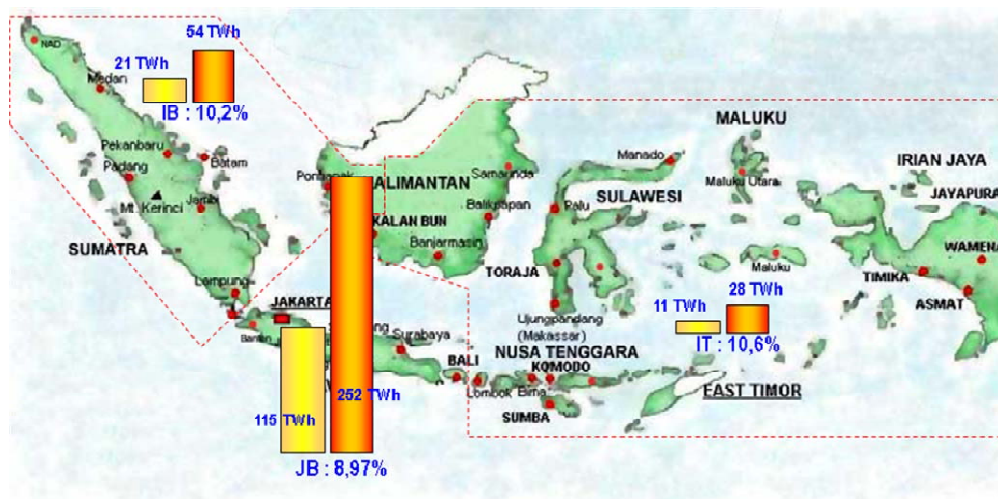 54 TWh
21 TWh
IB : 10,2%
NAD
Medan
Pekanbaru
Padang
Batam
Mt. Kerinci
Jambi
SUMATRA
Lampung
JAKARTA
Surabaya
115 TWh
252 TWh
JB : 8,97%
KALAN BUN
Samarinda
Balikpapan
Banjarmasin
MALUKU
Manado
Maluku Utara
SULAWESI
Palu
TORAJA
Maluku
Ujungpandang
(Makassar)
11 TWh
28 TWh
IT : 10,6%
IRIAN JAYA
JAYAPURA
WAMENA
TIMIKA
ASMAT
BALI
NUSA TENGGARA
KOMODO
Lombok
Bima
SUMBA
EAST TIMOR